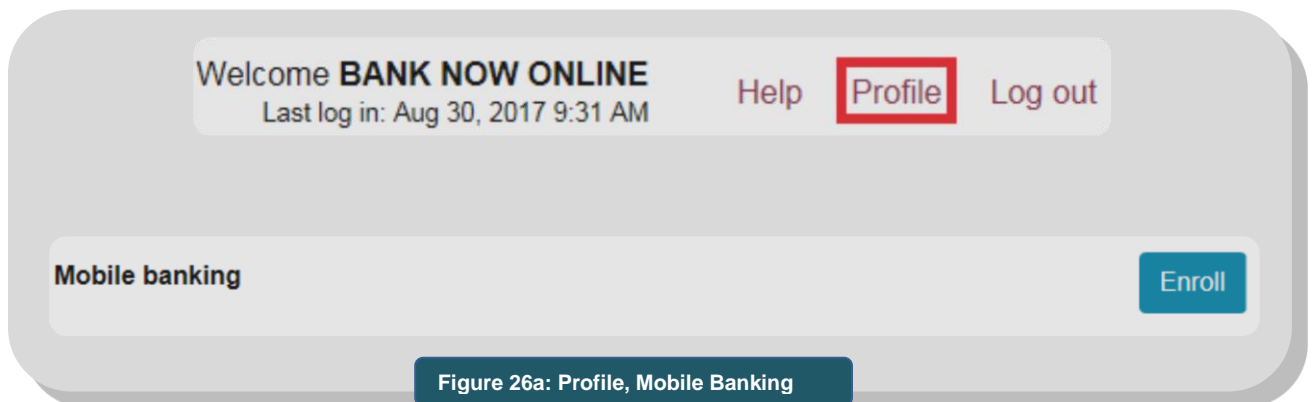 Welcome BANK NOW ONLINE
Last log in: Aug 30, 2017 9:31 AM
Help Profile Log out
Mobile banking
Enroll
Figure 26a: Profile, Mobile Banking